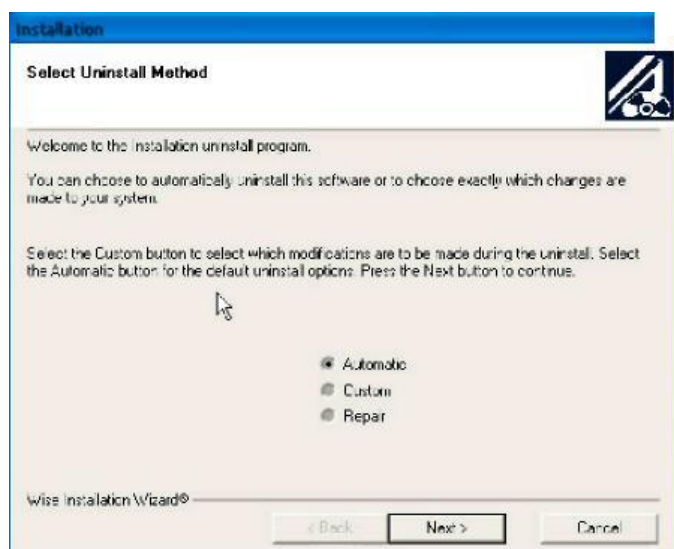 Installation
Select Uninstall Method
Welcome to the Installation uninstall program.
You can choose to automatically uninstall this software or to choose exactly which changes are
made to your system.
Select the Custom button to select which modifications are to be made during the uninstall. Select
the Automatic button for the default uninstall options. Press the Next button to continue.
Automatic
Custom
Repair
Wise Installation Wizard®
< Back
Next >
Cancel